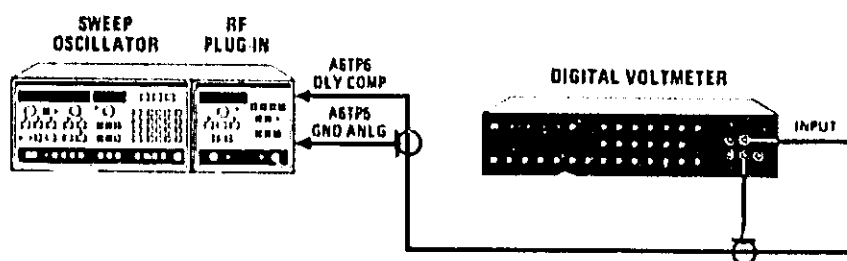 SWEEP
OSCILLATOR
RF
PLUG-IN
A6TP6
DLY COMP
A6TP5
GND ANLG
DIGITAL VOLTMETER
INPUT